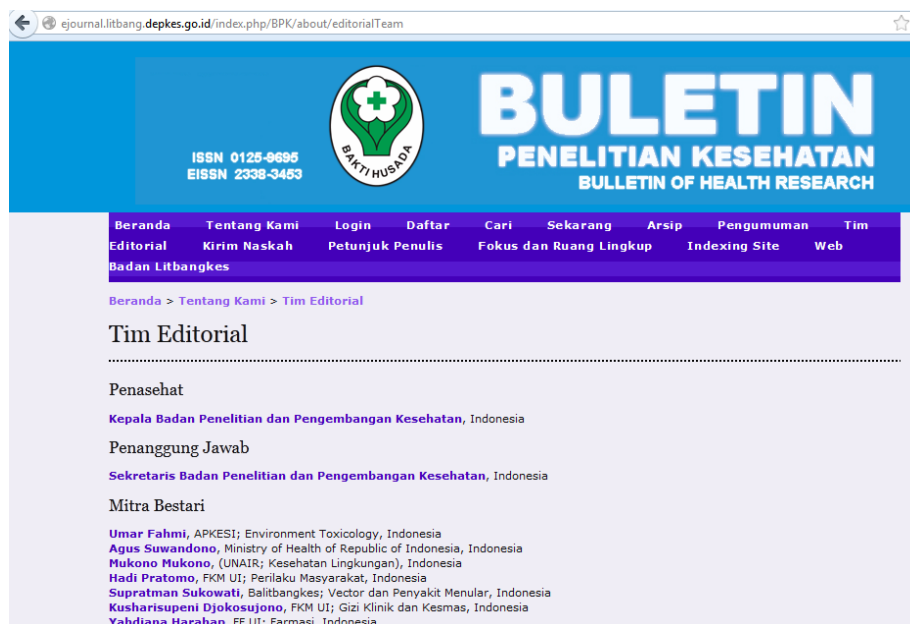 ejournal.litbang.depkes.go.id/index.php/BPK/about/editorialTeam
BULETIN
PENELITIAN KESEHATAN
BULLETIN OF HEALTH RESEARCH
ISSN 0125-9695
EISSN 2338-3453
BAKTI HUSADA
Beranda Tentang Kami Login Daftar Cari Sekarang Arsip Pengumuman Tim
Editorial Kirim Naskah Petunjuk Penulis Fokus dan Ruang Lingkup Indexing Site Web
Badan Litbangkes
Beranda > Tentang Kami > Tim Editorial
Tim Editorial
Penasehat
Kepala Badan Penelitian dan Pengembangan Kesehatan, Indonesia
Penanggung Jawab
Sekretaris Badan Penelitian dan Pengembangan Kesehatan, Indonesia
Mitra Bestari
Umar Fahmi, APKESI; Environment Toxicology, Indonesia
Agus Suwandono, Ministry of Health of Republic of Indonesia, Indonesia
Mukono Mukono, (UNAIR; Kesehatan Lingkungan), Indonesia
Hadi Pratomo, FKM UI; Perilaku Masyarakat, Indonesia
Supratman Sukowati, Balitbangkes; Vector dan Penyakit Menular, Indonesia
Kusharisupeni Djokosujono, FKM UI; Gizi Klinik dan Kesmas, Indonesia
Yahdiana Harahap, FF UI; Farmasi, Indonesia